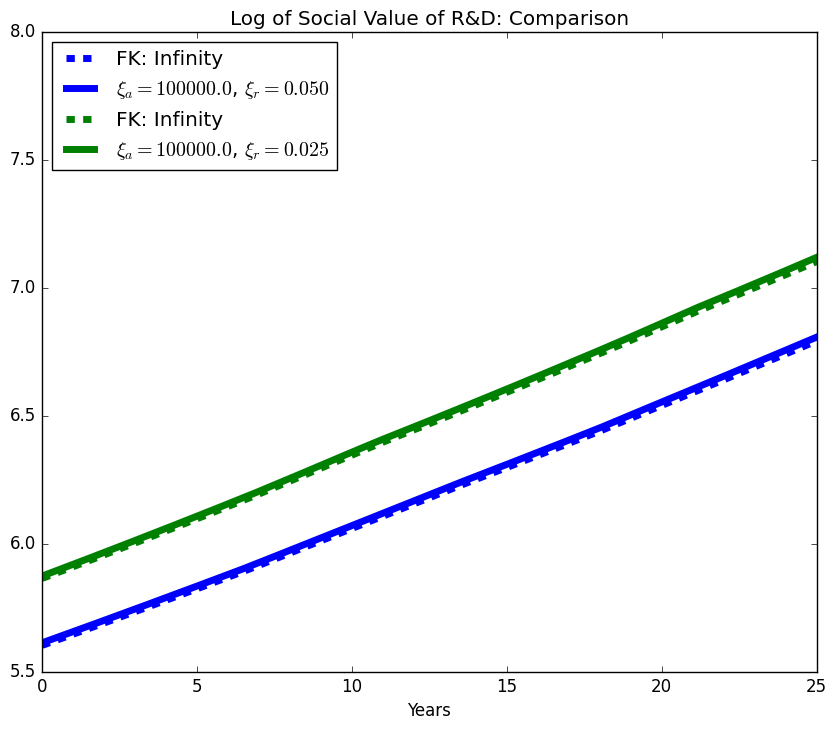 Log of Social Value of R&D: Comparison
8.0
FK: Infinity
ξₐ = 100000.0, ξᵣ = 0.050
FK: Infinity
ξₐ = 100000.0, ξᵣ = 0.025
7.5
7.0
6.5
6.0
5.5
0 5 10 15 20 25
Years